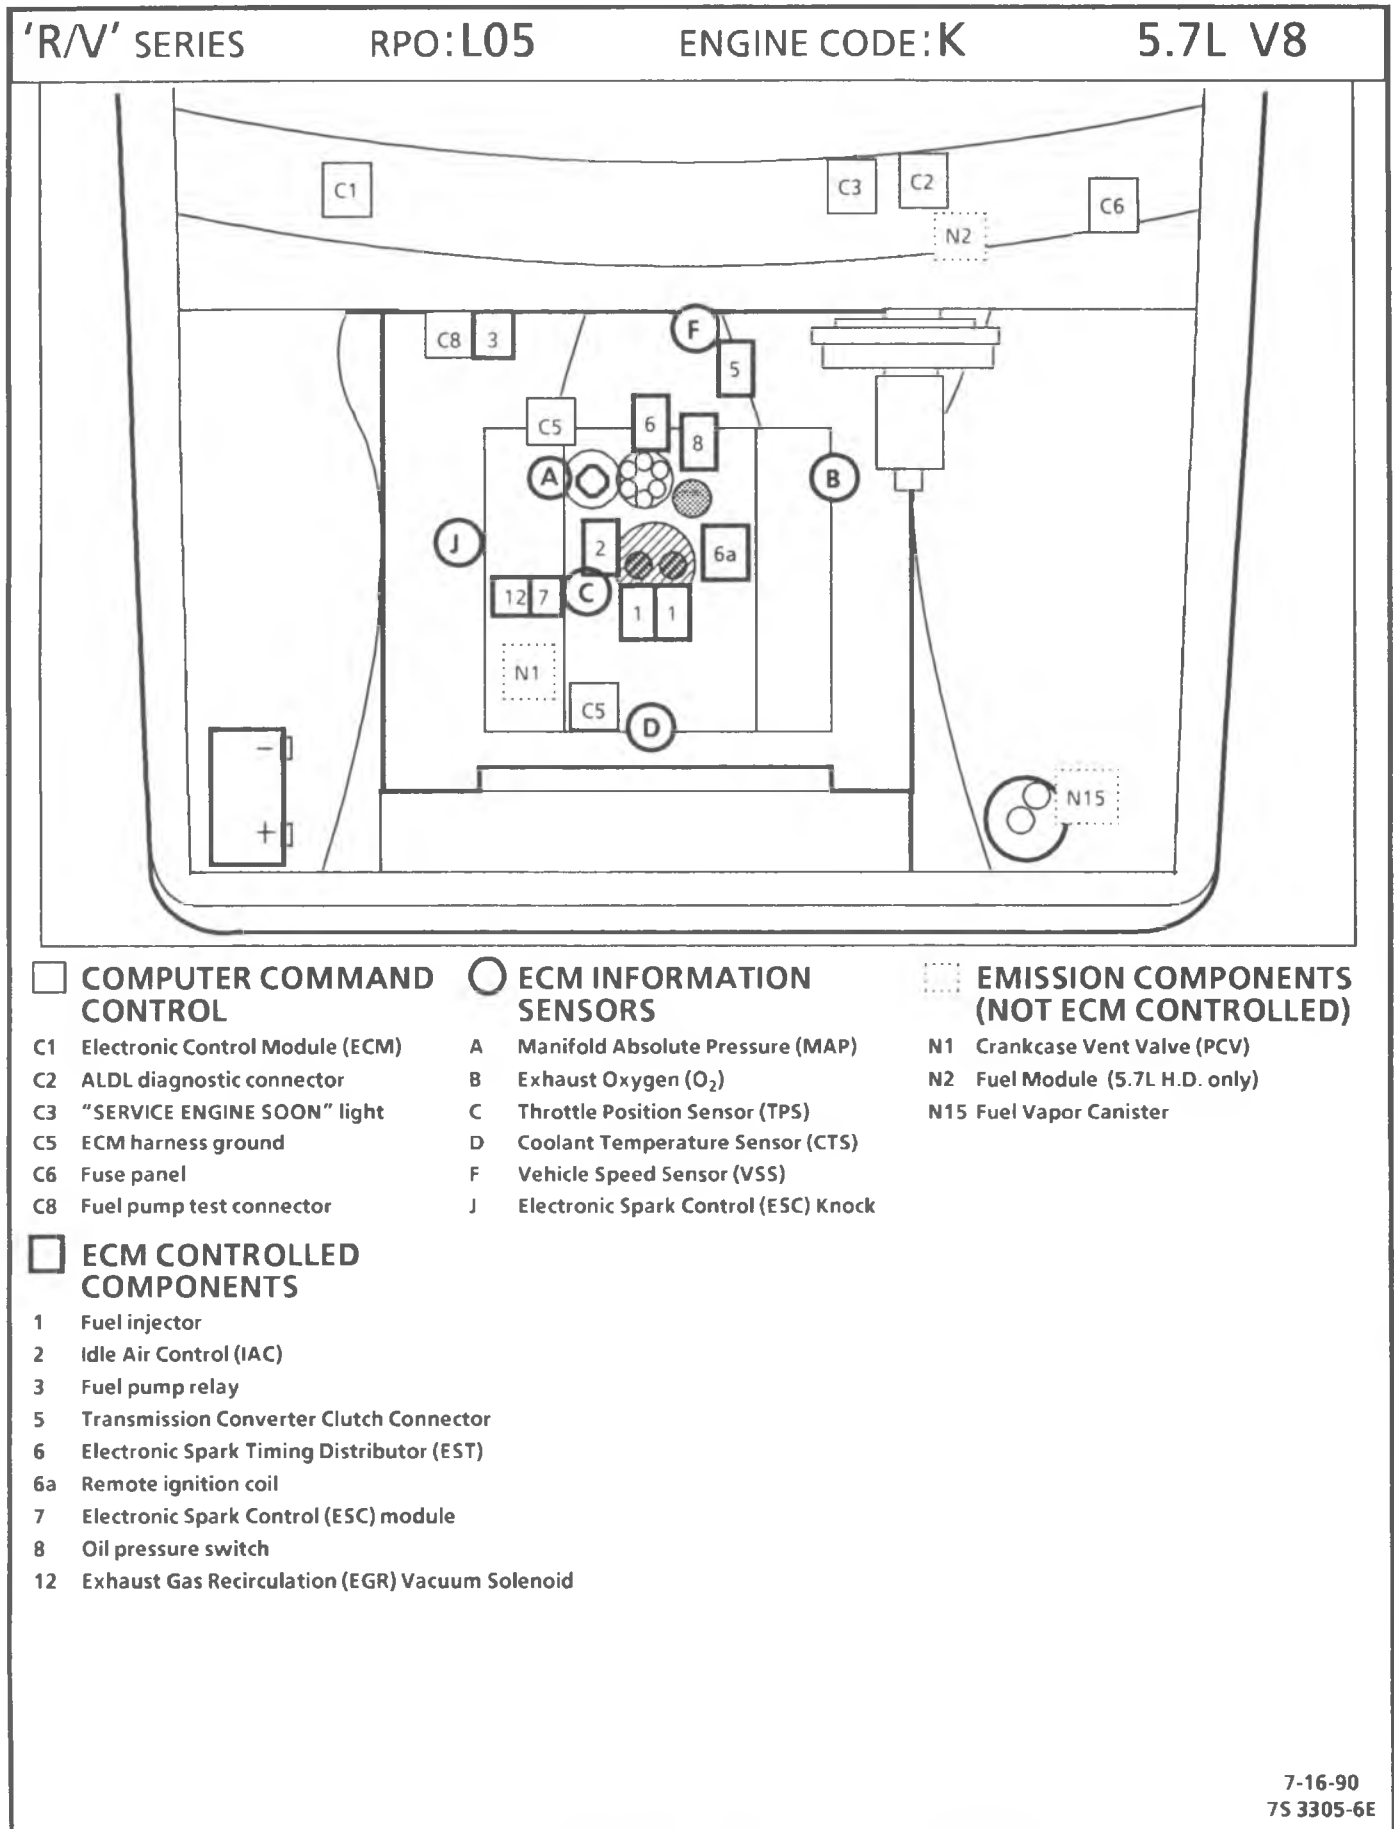 'R/V' SERIES RPO: L05 ENGINE CODE: K 5.7L V8
C1
C3
C2
C6
N2
C8
3
F
5
C5
6
8
A
B
J
2
6a
12
7
C
1
1
N1
C5
D
-
+
N15
COMPUTER COMMAND
CONTROL
C1 Electronic Control Module (ECM)
C2 ALDL diagnostic connector
C3 "SERVICE ENGINE SOON" light
C5 ECM harness ground
C6 Fuse panel
C8 Fuel pump test connector
ECM CONTROLLED
COMPONENTS
1 Fuel injector
2 Idle Air Control (IAC)
3 Fuel pump relay
5 Transmission Converter Clutch Connector
6 Electronic Spark Timing Distributor (EST)
6a Remote ignition coil
7 Electronic Spark Control (ESC) module
8 Oil pressure switch
12 Exhaust Gas Recirculation (EGR) Vacuum Solenoid
ECM INFORMATION
SENSORS
A Manifold Absolute Pressure (MAP)
B Exhaust Oxygen (O₂)
C Throttle Position Sensor (TPS)
D Coolant Temperature Sensor (CTS)
F Vehicle Speed Sensor (VSS)
J Electronic Spark Control (ESC) Knock
EMISSION COMPONENTS
(NOT ECM CONTROLLED)
N1 Crankcase Vent Valve (PCV)
N2 Fuel Module (5.7L H.D. only)
N15 Fuel Vapor Canister
7-16-90
7S 3305-6E